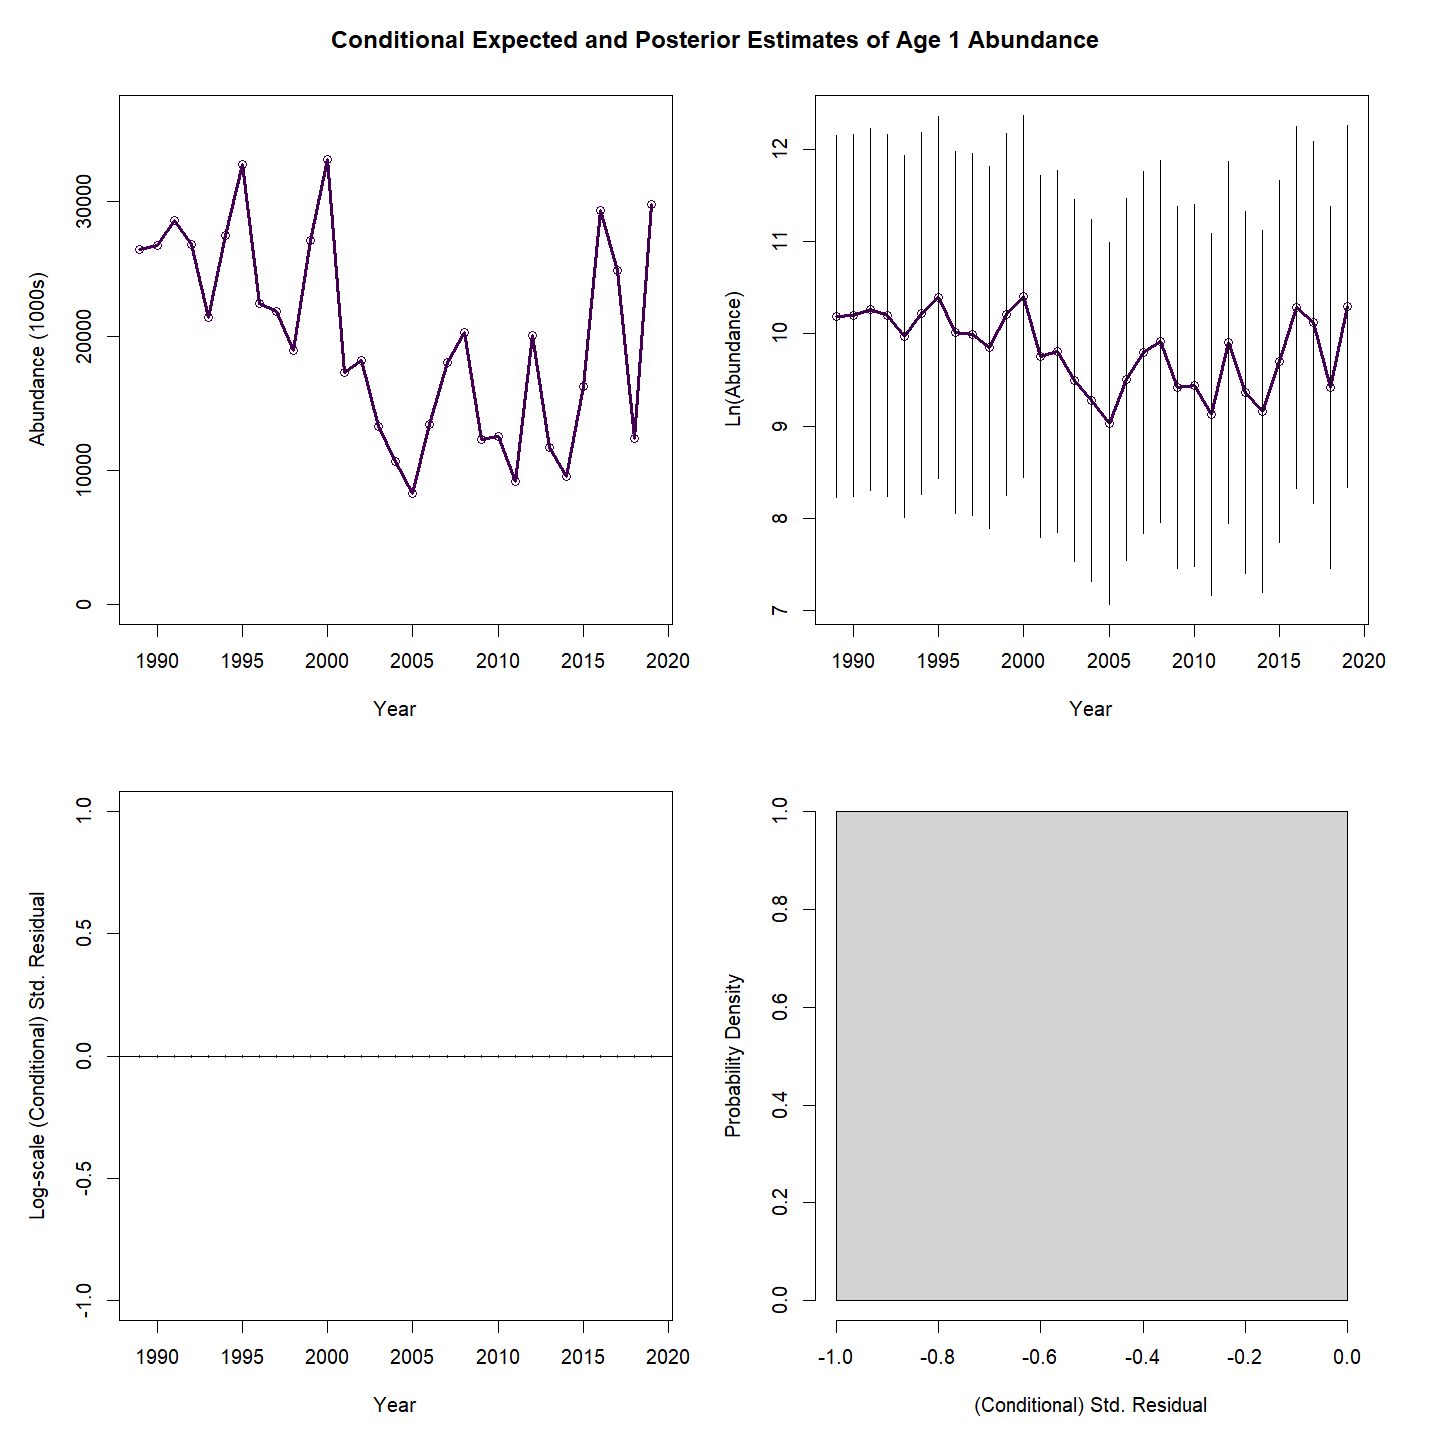 Conditional Expected and Posterior Estimates of Age 1 Abundance
Abundance (1000s)
30000
20000
10000
0
1990 1995 2000 2005 2010 2015 2020
Year
Ln(Abundance)
12
11
10
9
8
7
1990 1995 2000 2005 2010 2015 2020
Year
Log-scale (Conditional) Std. Residual
1.0
0.5
0.0
-0.5
-1.0
1990 1995 2000 2005 2010 2015 2020
Year
Probability Density
1.0
0.8
0.6
0.4
0.2
0.0
-1.0 -0.8 -0.6 -0.4 -0.2 0.0
(Conditional) Std. Residual